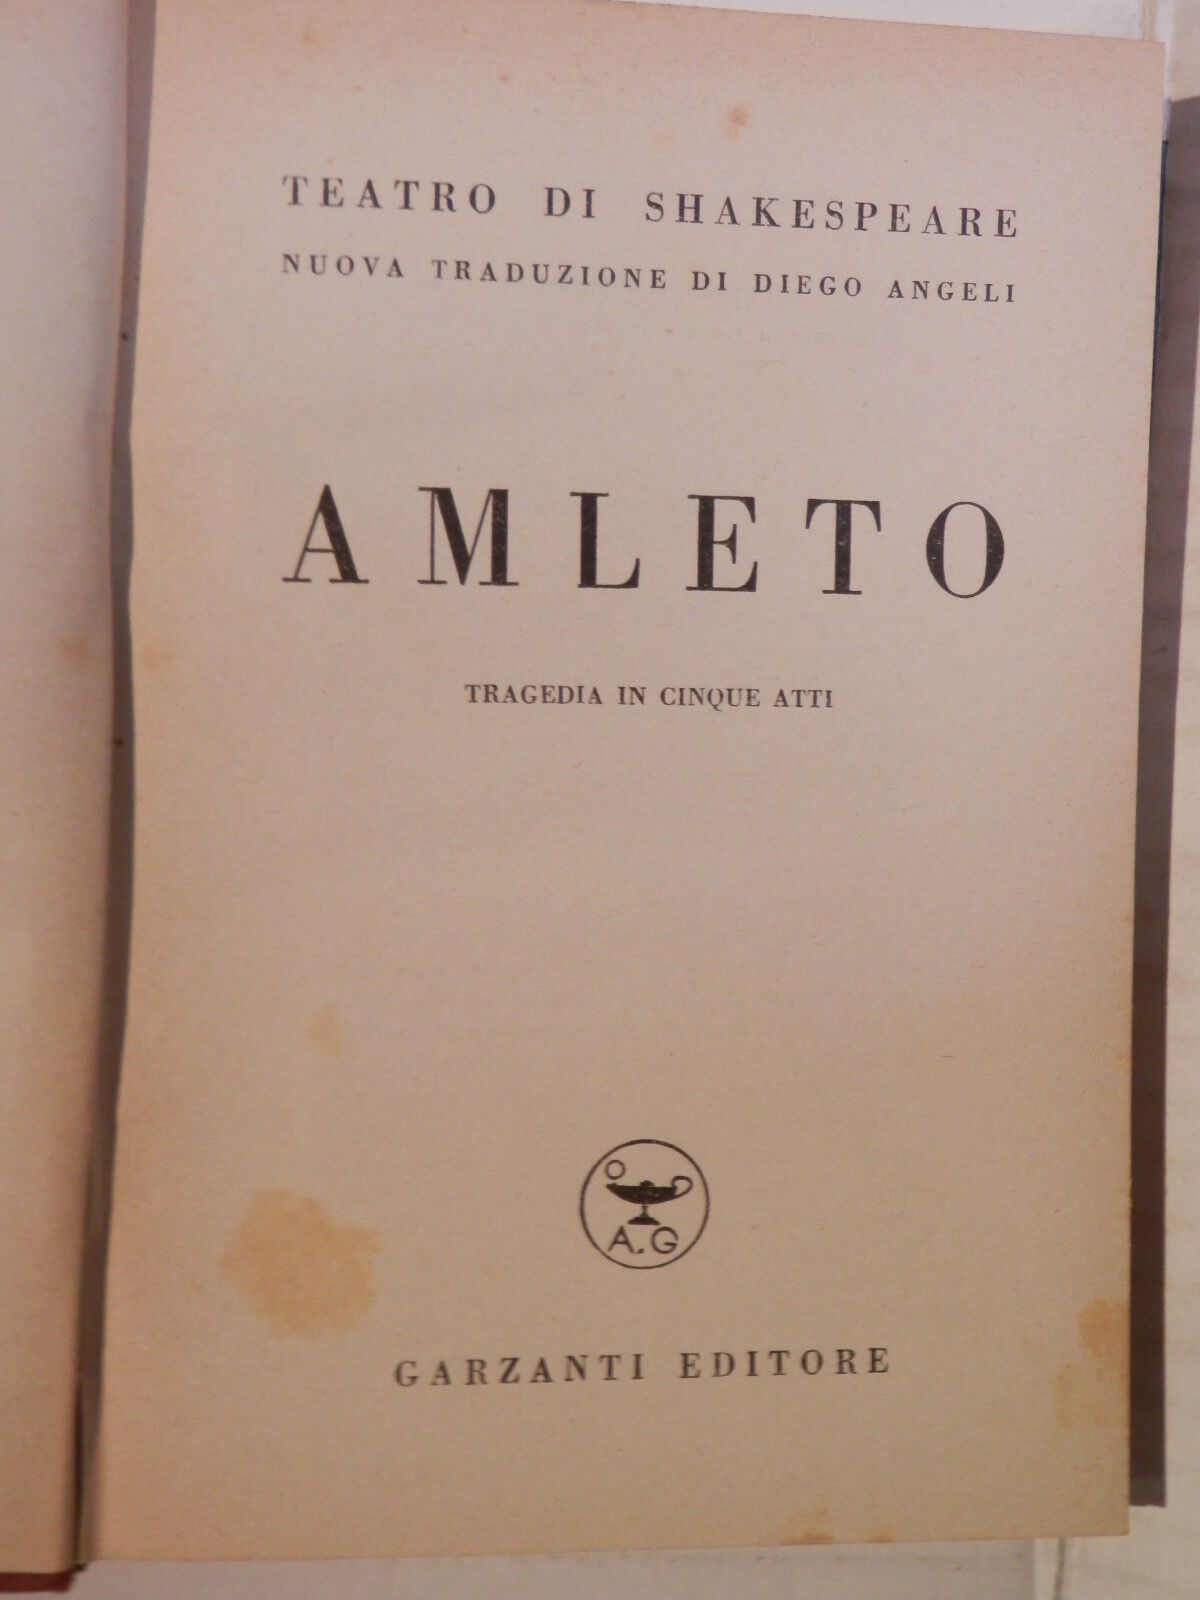 TEATRO DI SHAKESPEARE
NUOVA TRADUZIONE DI DIEGO ANGELI
AMLETO
TRAGEDIA IN CINQUE ATTI
A.G
GARZANTI EDITORE